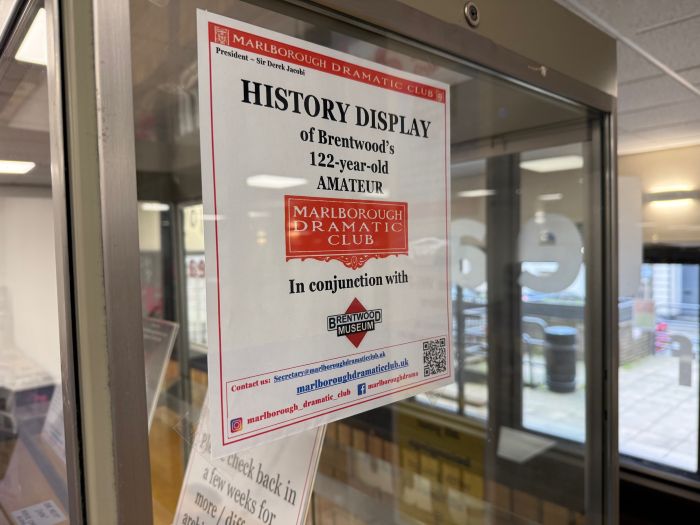 MARLBOROUGH DRAMATIC CLUB
President ~ Sir Derek Jacobi
HISTORY DISPLAY
of Brentwood's
122-year-old
AMATEUR
MARLBOROUGH
DRAMATIC
CLUB
In conjunction with
BRENTWOOD
MUSEUM
Contact us: Secretary@marlboroughdramaticclub.uk
marlboroughdramaticclub.uk
marlborough_dramatic_club marlboroughdrama
check back in
a few weeks for
more / diff